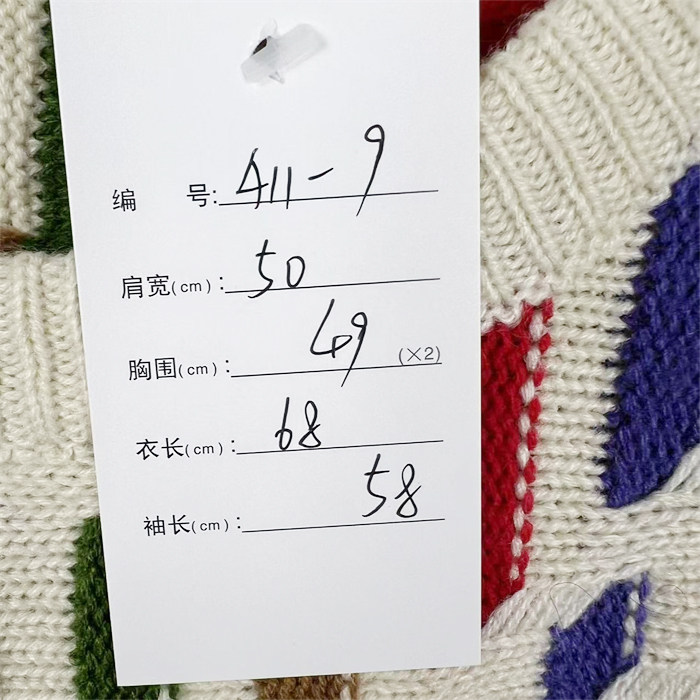 编 号: 411-9
肩宽(cm): 50
胸围(cm): 49 (×2)
衣长(cm): 68
袖长(cm): 58